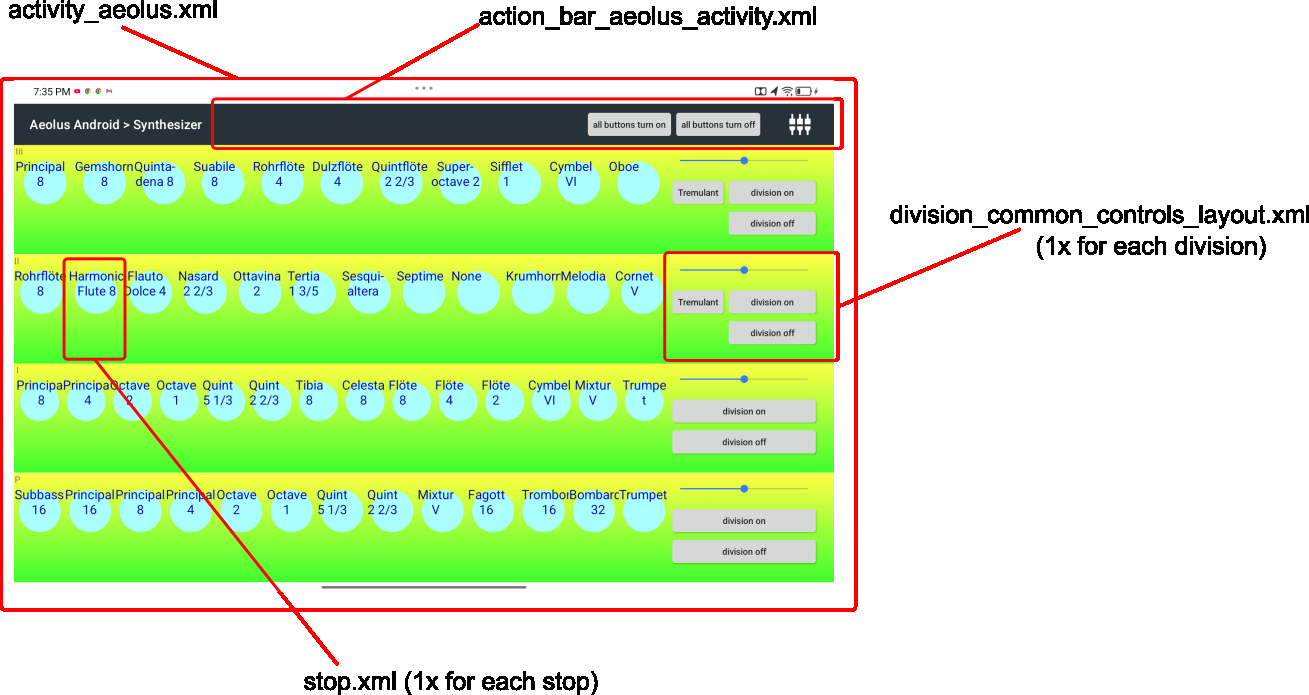 activity_aeolus.xml
action_bar_aeolus_activity.xml
7:35 PM
Aeolus Android > Synthesizer
all buttons turn on
all buttons turn off
III
Principal
8
Gemshorn
8
Quinta-
dena 8
Suabile
8
Rohrflöte
4
Dulzflöte
4
Quintflöte
2 2/3
Super-
octave 2
Sifflet
1
Cymbel
VI
Oboe
Tremulant
division on
division off
division_common_controls_layout.xml
(1x for each division)
II
Rohrflöte
8
Harmonic
Flute 8
Flauto
Dolce 4
Nasard
2 2/3
Ottavina
2
Tertia
1 3/5
Sesqui-
altera
Septime
None
Krumhorn
Melodia
Cornet
V
Tremulant
division on
division off
I
Principa
8
Principa
4
Octave
2
Octave
1
Quint
5 1/3
Quint
2 2/3
Tibia
8
Celesta
8
Flöte
8
Flöte
4
Flöte
2
Cymbel
VI
Mixtur
V
Trumpe
t
division on
division off
P
Subbass
16
Principal
16
Principal
8
Principal
4
Octave
2
Octave
1
Quint
5 1/3
Quint
2 2/3
Mixtur
V
Fagott
16
Trombon
16
Bombard
32
Trumpet
division on
division off
stop.xml (1x for each stop)